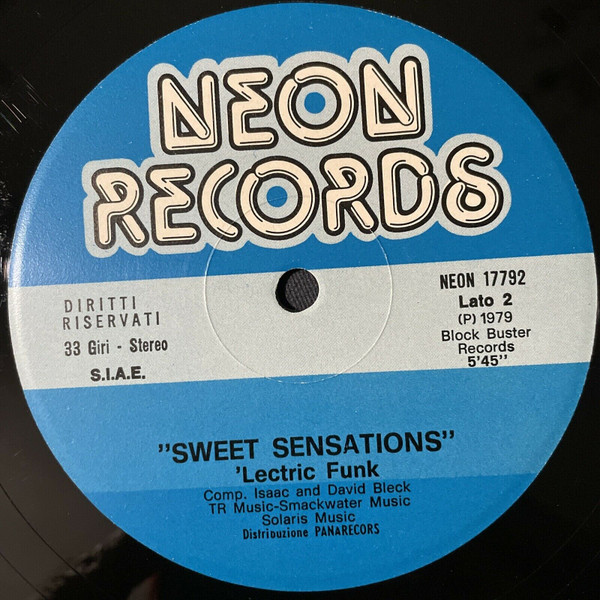 NEON
RECORDS
DIRITTI
RISERVATI
33 Giri - Stereo
S.I.A.E.
NEON 17792
Lato 2
(P) 1979
Block Buster
Records
5'45"
"SWEET SENSATIONS"
'Lectric Funk
Comp. Isaac and David Bleck
TR Music-Smackwater Music
Solaris Music
Distribuzione PANARECORS